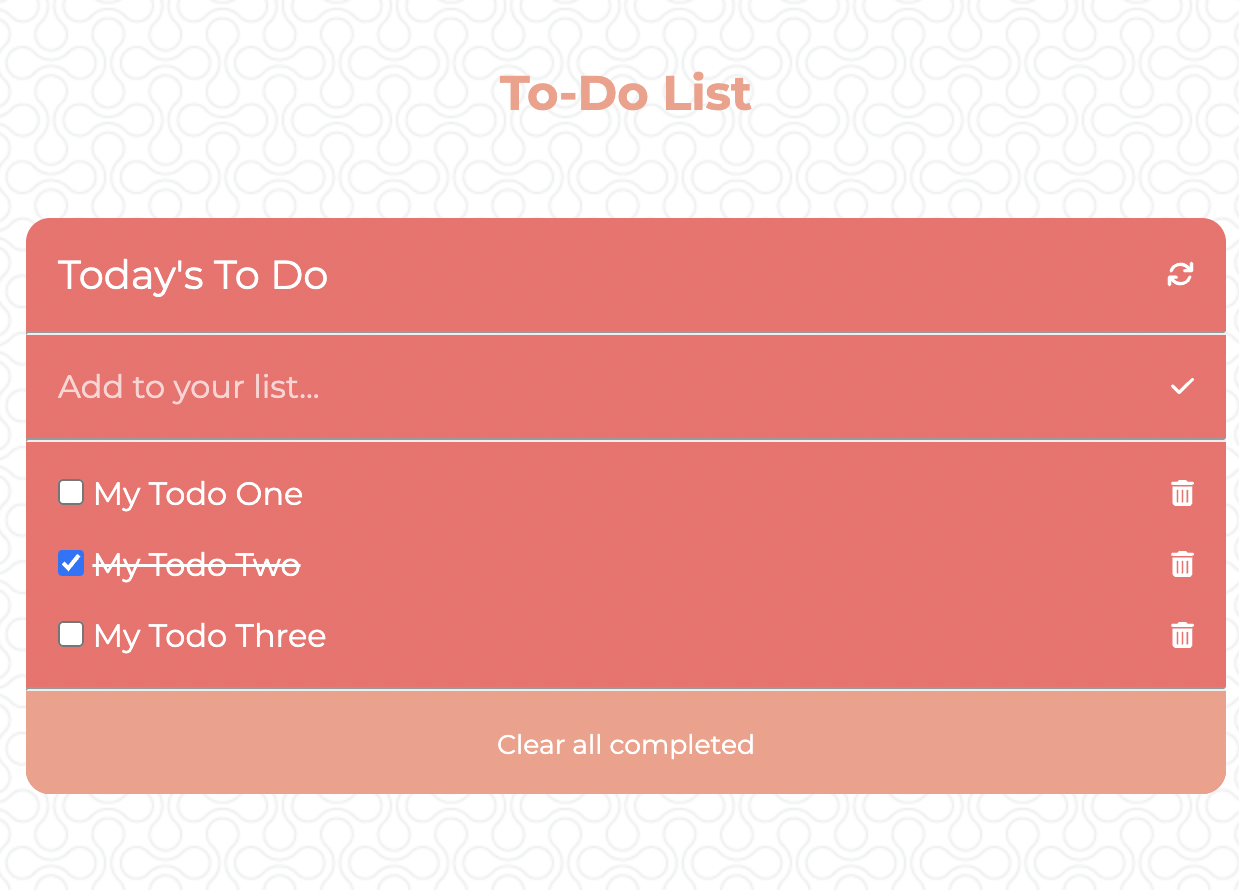 To-Do List
Today's To Do
Add to your list...
My Todo One
My Todo Two
My Todo Three
Clear all completed